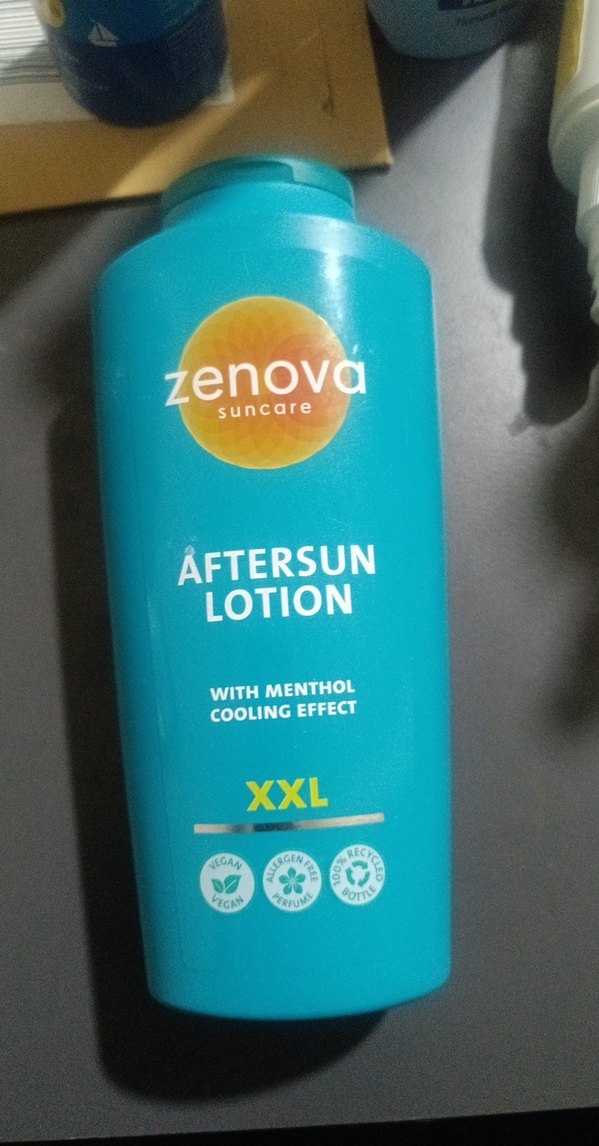 zenova
suncare
AFTERSUN
LOTION
WITH MENTHOL
COOLING EFFECT
XXL
VEGAN
VEGAN
ALLERGEN FREE
PERFUME
100% RECYCLED
BOTTLE